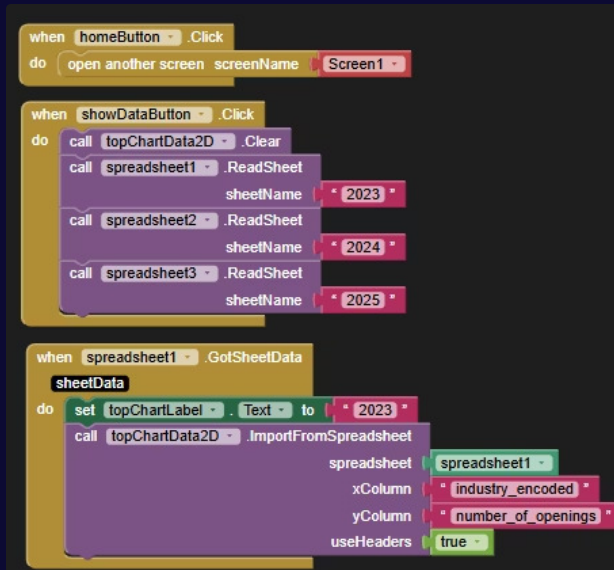 when homeButton .Click
do open another screen screenName Screen1
when showDataButton .Click
do call topChartData2D .Clear
call spreadsheet1 .ReadSheet
sheetName " 2023 "
call spreadsheet2 .ReadSheet
sheetName " 2024 "
call spreadsheet3 .ReadSheet
sheetName " 2025 "
when spreadsheet1 .GotSheetData
sheetData
do set topChartLabel . Text to " 2023 "
call topChartData2D .ImportFromSpreadsheet
spreadsheet spreadsheet1
xColumn " industry_encoded "
yColumn " number_of_openings "
useHeaders true